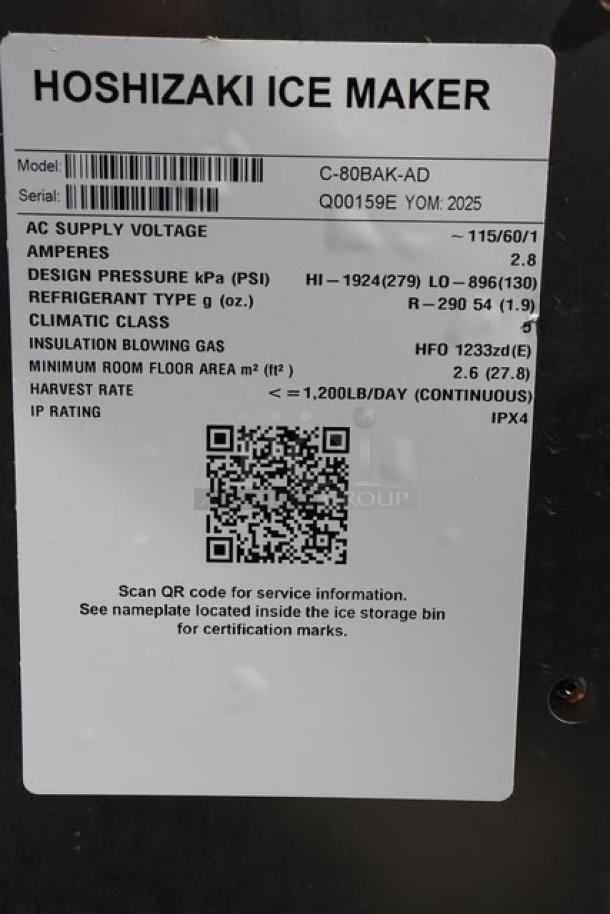 HOSHIZAKI ICE MAKER
Model: C-80BAK-AD
Serial: Q00159E YOM: 2025
AC SUPPLY VOLTAGE ~ 115/60/1
AMPERES 2.8
DESIGN PRESSURE kPa (PSI) HI – 1924(279) LO – 896(130)
REFRIGERANT TYPE g (oz.) R – 290 54 (1.9)
CLIMATIC CLASS 5
INSULATION BLOWING GAS HFO 1233zd(E)
MINIMUM ROOM FLOOR AREA m² (ft² ) 2.6 (27.8)
HARVEST RATE < = 1,200LB/DAY (CONTINUOUS)
IP RATING IPX4
GROUP
Scan QR code for service information.
See nameplate located inside the ice storage bin
for certification marks.